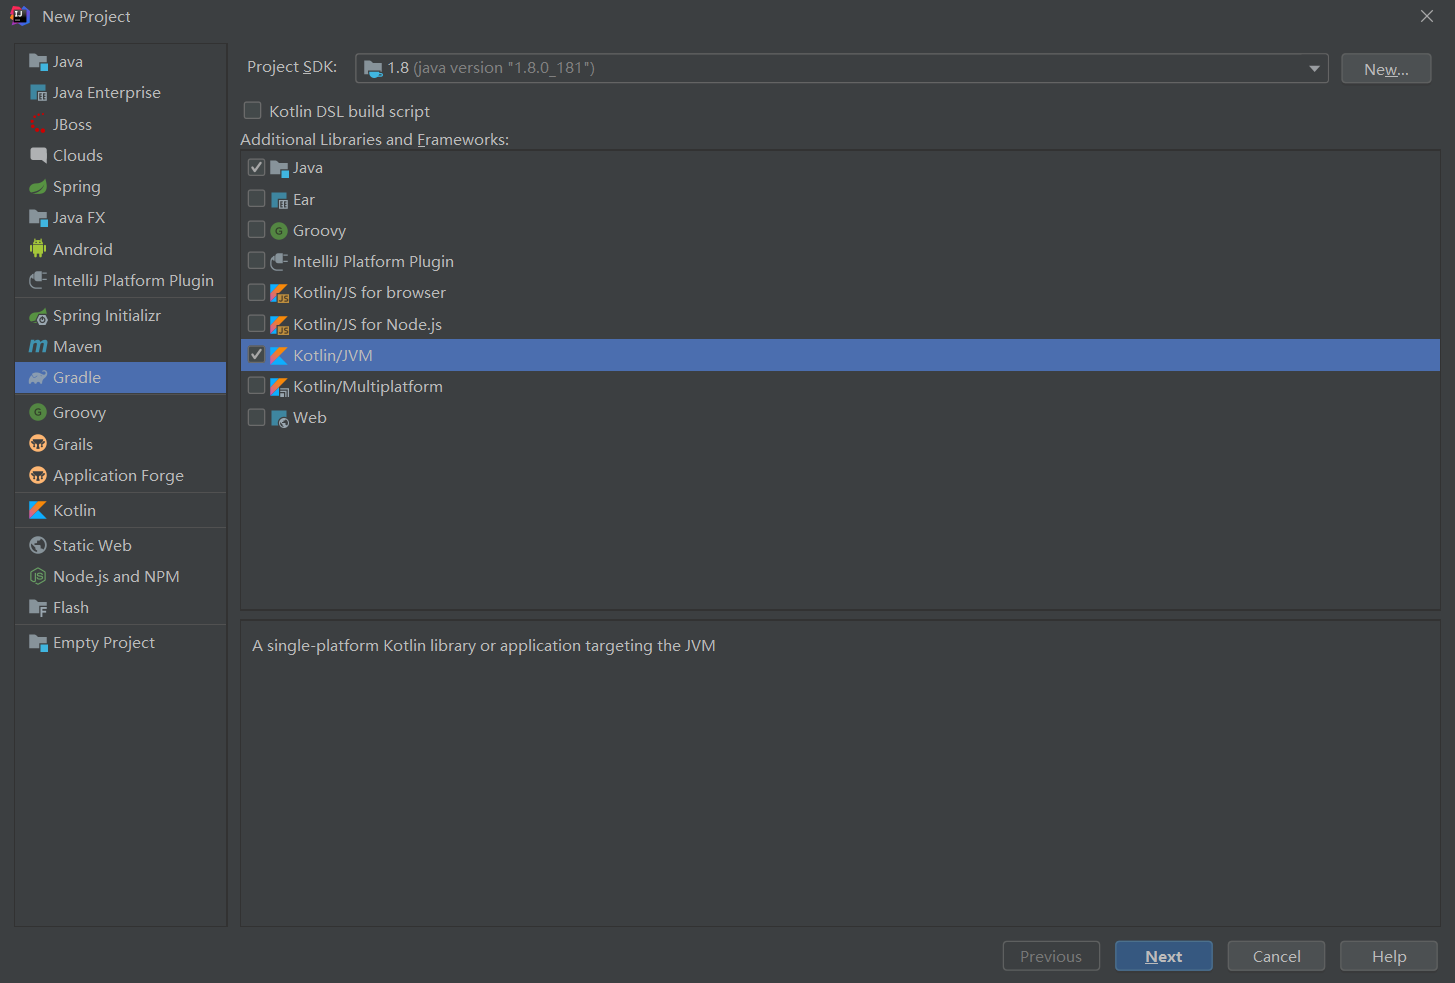 New Project
Java
Java Enterprise
JBoss
Clouds
Spring
Java FX
Android
IntelliJ Platform Plugin
Spring Initializr
Maven
Gradle
Groovy
Grails
Application Forge
Kotlin
Static Web
Node.js and NPM
Flash
Empty Project
Project SDK: 1.8 (java version "1.8.0_181") New...
Kotlin DSL build script
Additional Libraries and Frameworks:
Java
Ear
Groovy
IntelliJ Platform Plugin
Kotlin/JS for browser
Kotlin/JS for Node.js
Kotlin/JVM
Kotlin/Multiplatform
Web
A single-platform Kotlin library or application targeting the JVM
Previous Next Cancel Help